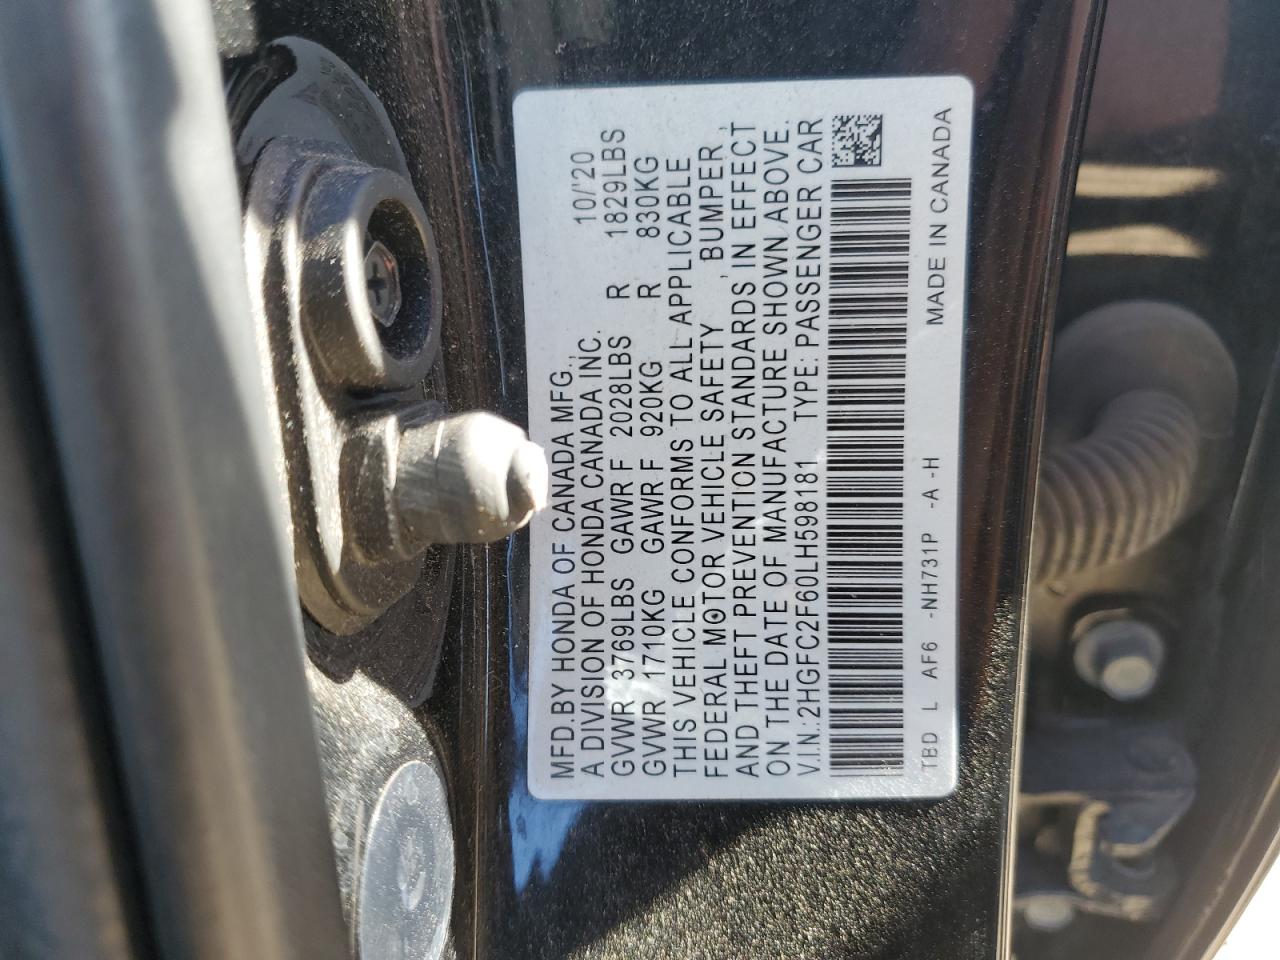 MFD.BY HONDA OF CANADA MFG., 10/'20
A DIVISION OF HONDA CANADA INC.
GVWR 3769LBS GAWR F 2028LBS R 1829LBS
GVWR 1710KG GAWR F 920KG R 830KG
THIS VEHICLE CONFORMS TO ALL APPLICABLE
FEDERAL MOTOR VEHICLE SAFETY , BUMPER,
AND THEFT PREVENTION STANDARDS IN EFFECT
ON THE DATE OF MANUFACTURE SHOWN ABOVE.
V.I.N.: 2HGFC2F60LH598181 TYPE: PASSENGER CAR
TBD L AF6 -NH731P -A -H MADE IN CANADA